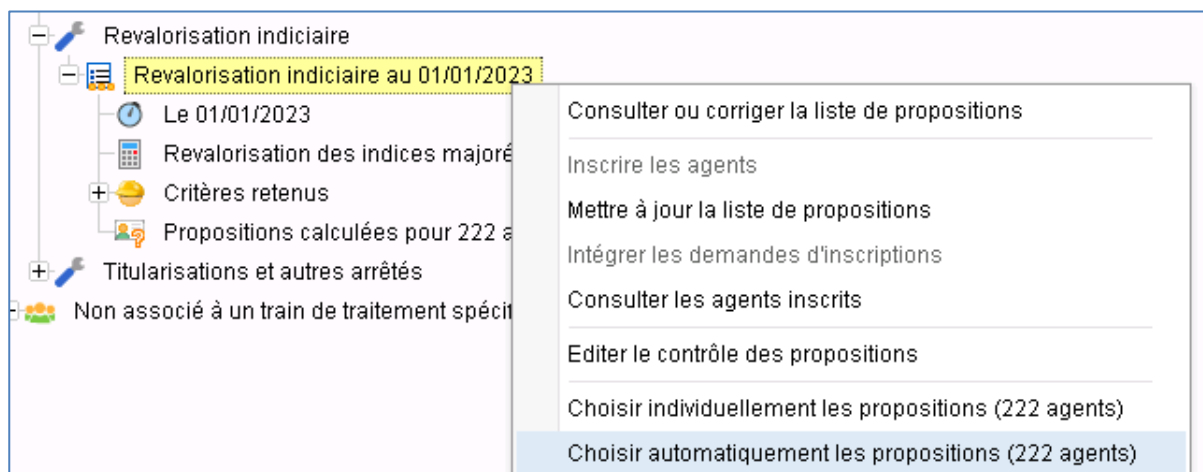 Revalorisation indiciaire
Revalorisation indiciaire au 01/01/2023
Le 01/01/2023
Revalorisation des indices majoré
Critères retenus
Propositions calculées pour 222 a
Titularisations et autres arrêtés
Non associé à un train de traitement spécif
Consulter ou corriger la liste de propositions
Inscrire les agents
Mettre à jour la liste de propositions
Intégrer les demandes d'inscriptions
Consulter les agents inscrits
Editer le contrôle des propositions
Choisir individuellement les propositions (222 agents)
Choisir automatiquement les propositions (222 agents)